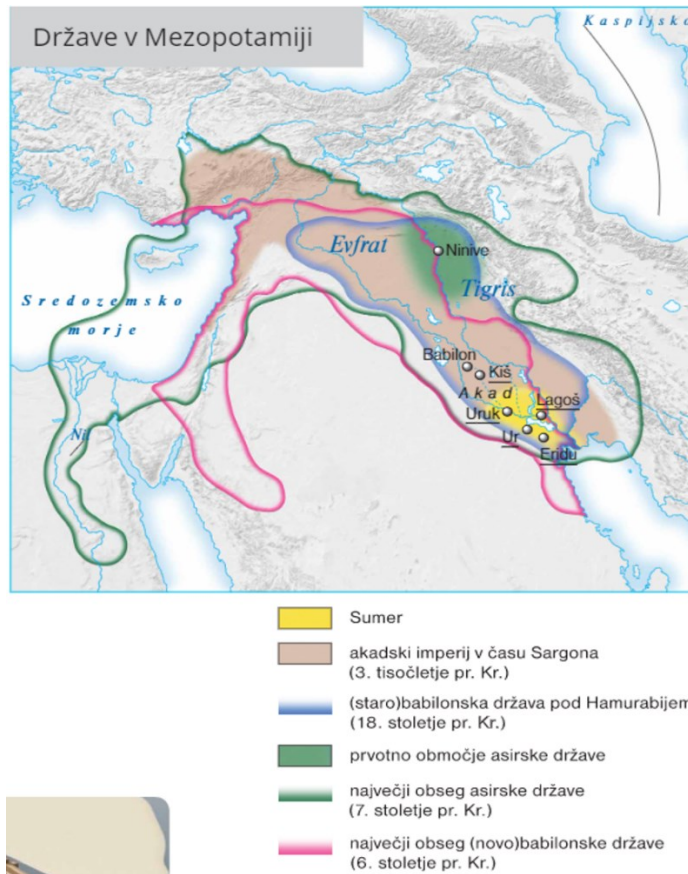 Države v Mezopotamiji
Kaspijsko
Evfrat
Ninive
Tigris
Sredozemsko
morje
Babilon
Kiš
Akad
Lagoš
Uruk
Ur
Eridu
Nil
Sumer
akadski imperij v času Sargona
(3. tisočletje pr. Kr.)
(staro)babilonska država pod Hamurabijem
(18. stoletje pr. Kr.)
prvotno območje asirske države
največji obseg asirske države
(7. stoletje pr. Kr.)
največji obseg (novo)babilonske države
(6. stoletje pr. Kr.)